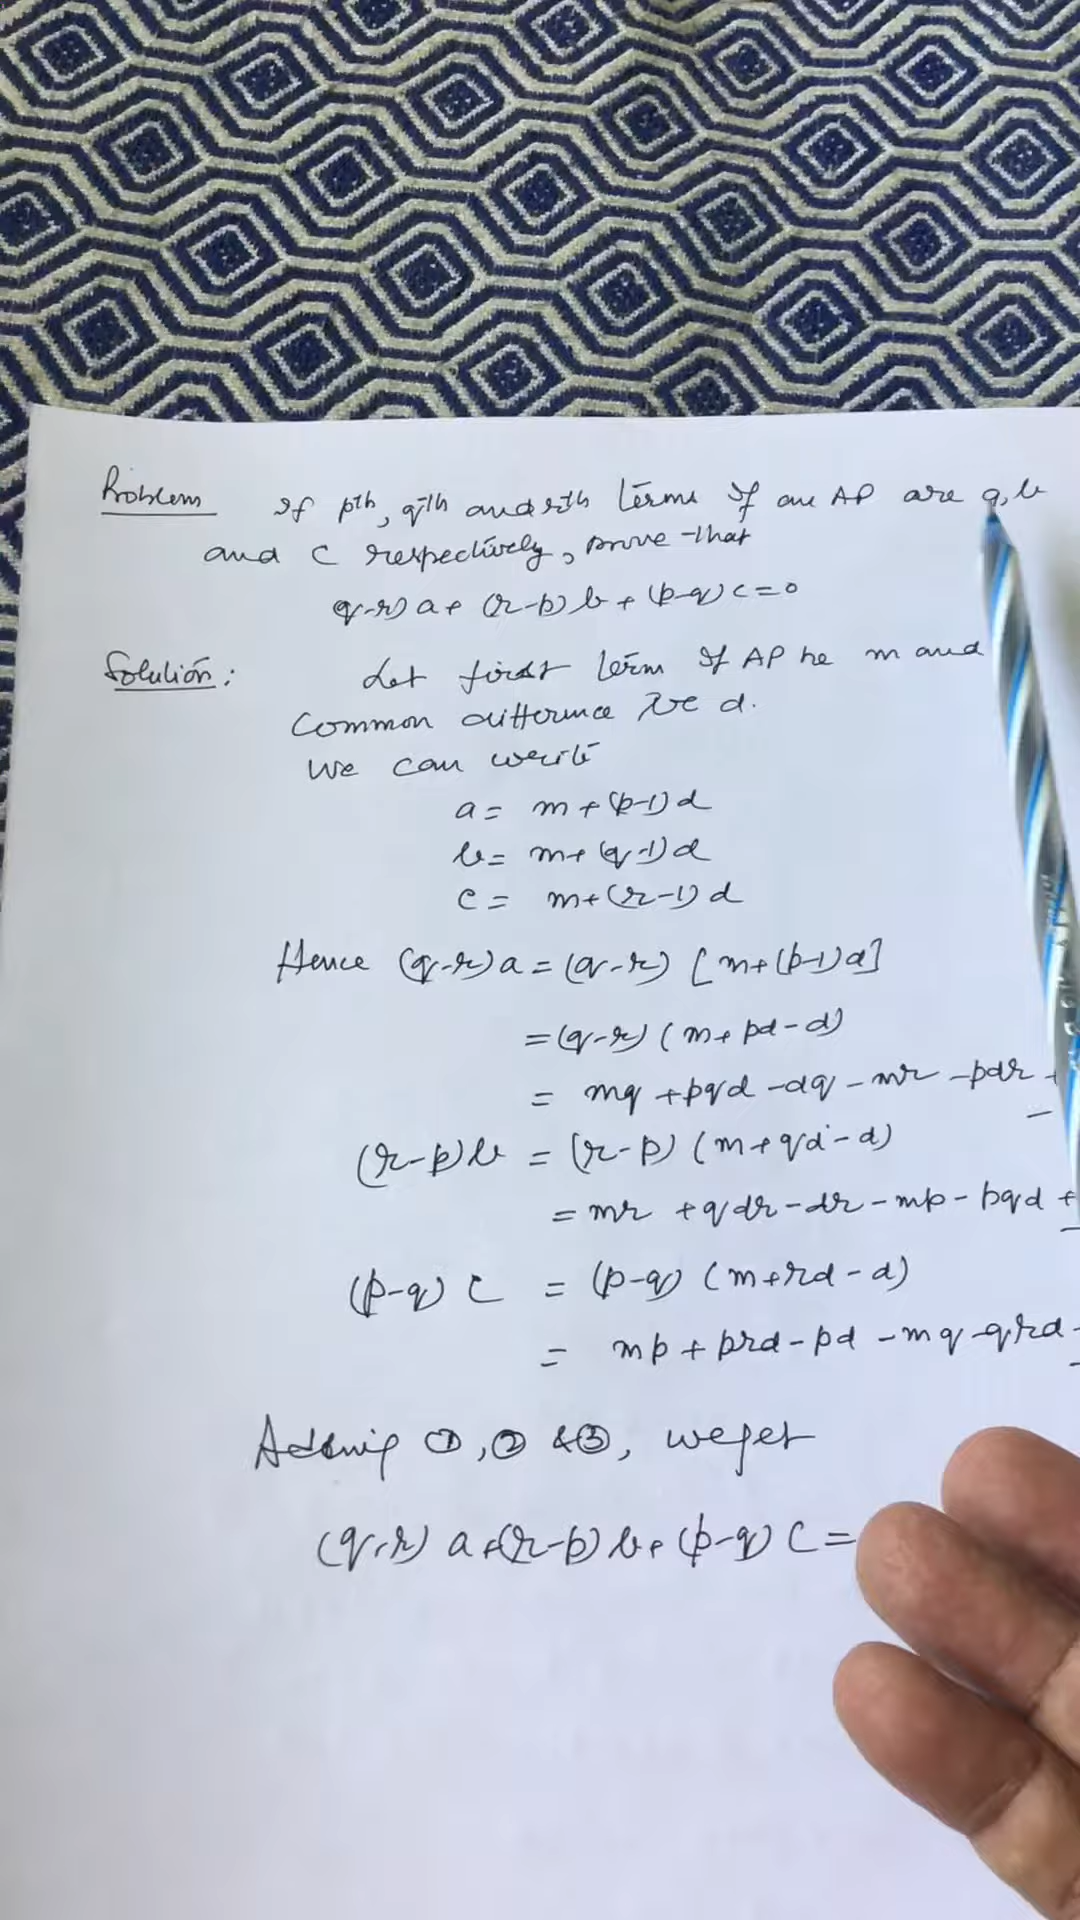 Problem If pth, qth and rth terms of an AP are a, b
and c respectively, prove that
(q-r) a + (r-p) b + (p-q) c = 0
Solution: Let first term of AP be m and
common difference be d.
We can write
a = m + (p-1) d
b = m + (q-1) d
c = m + (r-1) d
Hence (q-r) a = (q-r) [m + (p-1) d]
= (q-r) (m + pd - d)
= mq + pqd - dq - mr - pdr +
(r-p) b = (r-p) (m + qd - d)
= mr + qdr - dr - mp - pqd +
(p-q) c = (p-q) (m + rd - d)
= mp + prd - pd - mq - qrd
Adding ①, ② & ③, we get
(q-r) a + (r-p) b + (p-q) c =